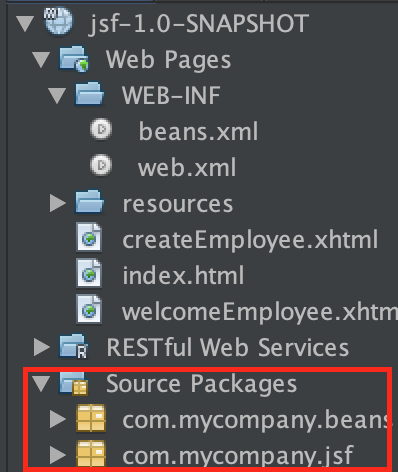 jsf-1.0-SNAPSHOT
Web Pages
WEB-INF
beans.xml
web.xml
resources
createEmployee.xhtml
index.html
welcomeEmployee.xhtm
RESTful Web Services
Source Packages
com.mycompany.beans
com.mycompany.jsf